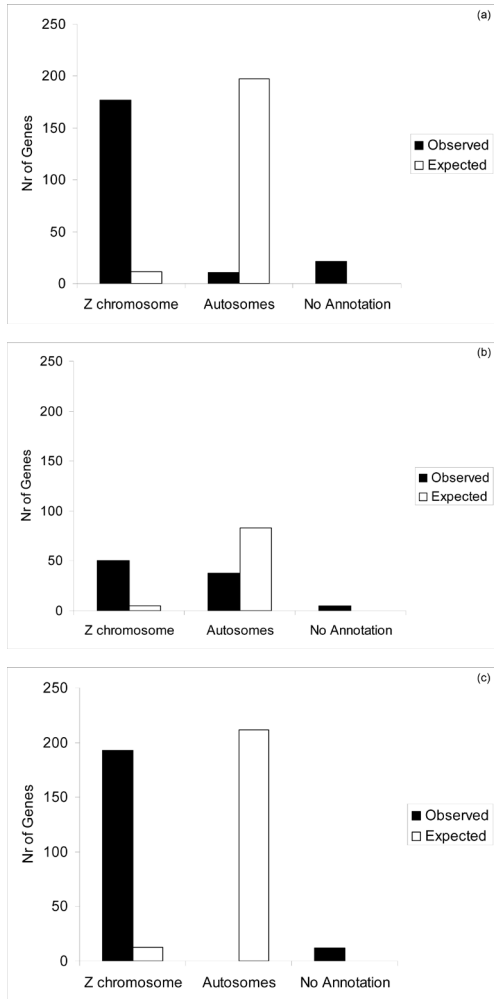 (a)
250
200
150
100
50
0
Nr of Genes
Z chromosome Autosomes No Annotation
Observed
Expected
(b)
250
200
150
100
50
0
Nr of Genes
Z chromosome Autosomes No Annotation
Observed
Expected
(c)
250
200
150
100
50
0
Nr of Genes
Z chromosome Autosomes No Annotation
Observed
Expected